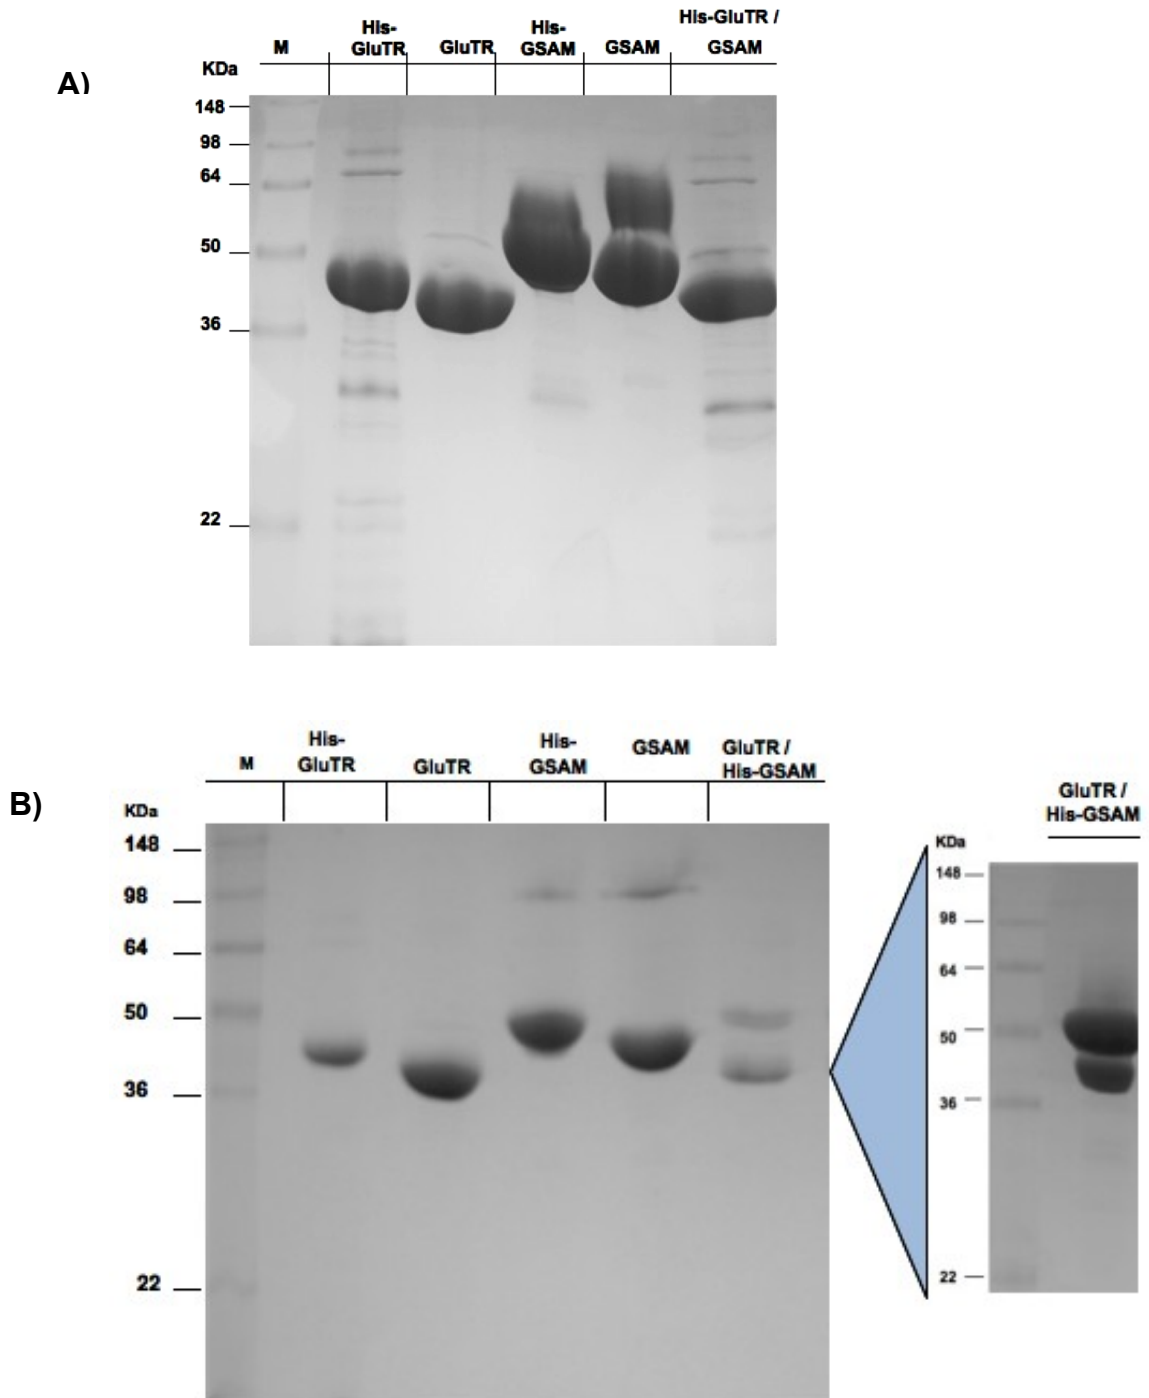 A)
KDa
M
His-
GluTR
GluTR
His-
GSAM
GSAM
His-GluTR /
GSAM
148
98
64
50
36
22
B)
KDa
M
His-
GluTR
GluTR
His-
GSAM
GSAM
GluTR /
His-GSAM
148
98
64
50
36
22
GluTR /
His-GSAM
KDa
148
98
64
50
36
22